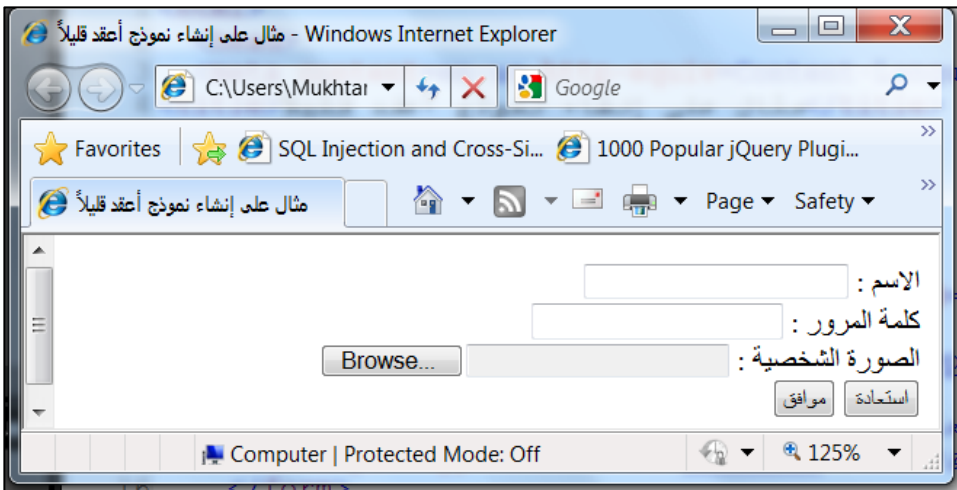 مثال على إنشاء نموذج أعقد قليلاً - Windows Internet Explorer
C:\Users\Mukhtar Google
Favorites SQL Injection and Cross-Si... 1000 Popular jQuery Plugi...
مثال على إنشاء نموذج أعقد قليلاً Page Safety
الاسم :
كلمة المرور :
الصورة الشخصية : Browse...
استعادة موافق
Computer | Protected Mode: Off 125%